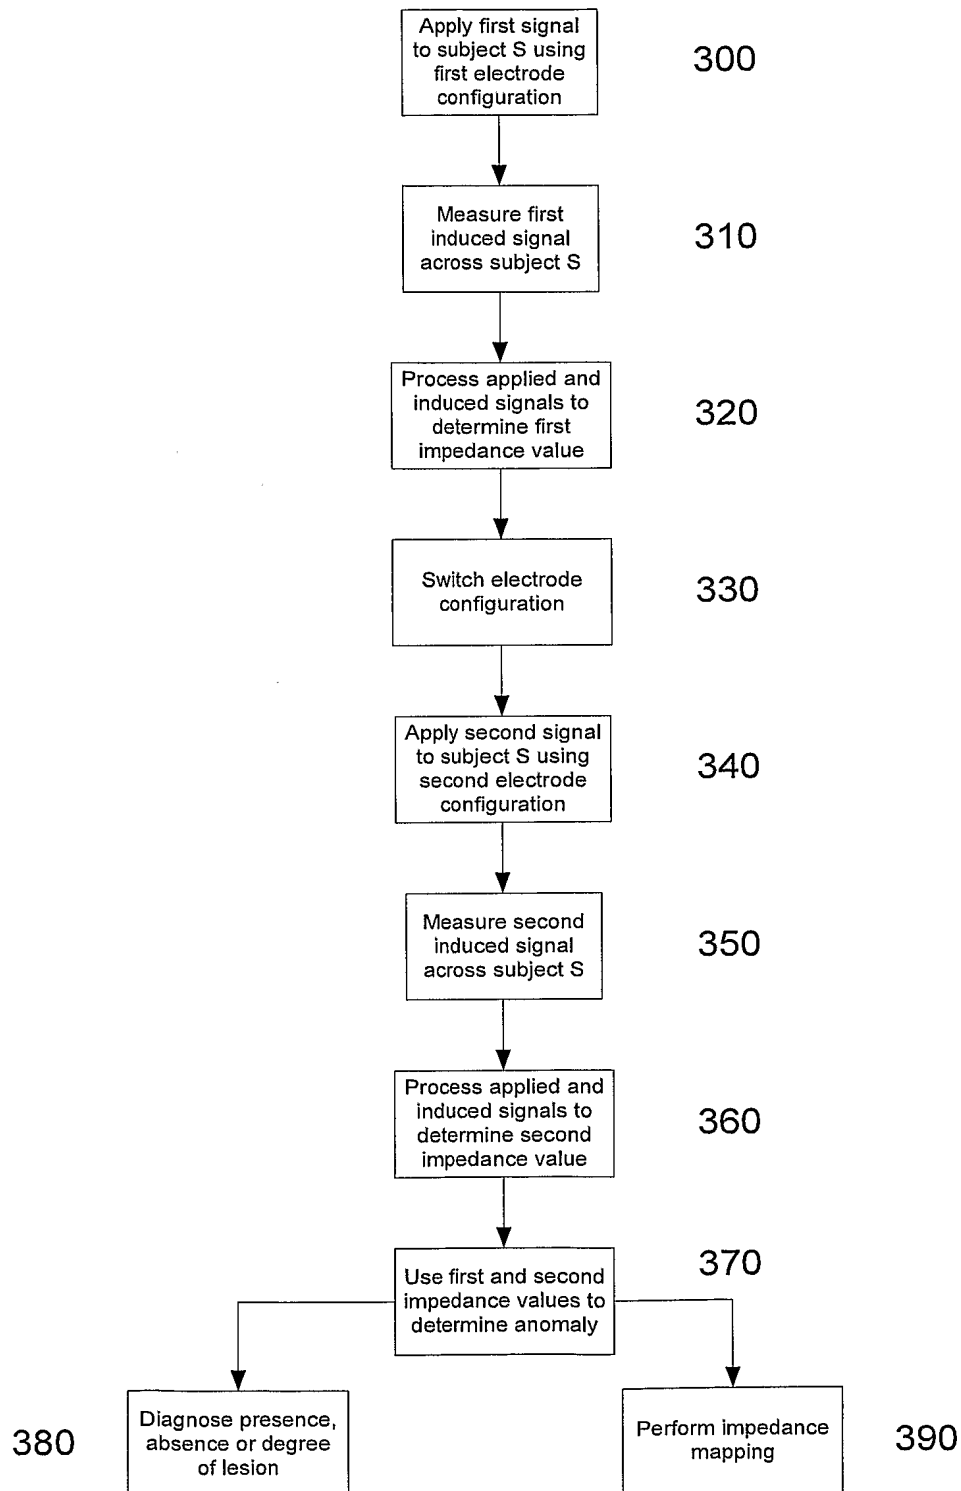 Apply first signal
to subject S using
first electrode
configuration
300
Measure first
induced signal
across subject S
310
Process applied and
induced signals to
determine first
impedance value
320
Switch electrode
configuration
330
Apply second signal
to subject S using
second electrode
configuration
340
Measure second
induced signal
across subject S
350
Process applied and
induced signals to
determine second
impedance value
360
Use first and second
impedance values to
determine anomaly
370
380
Diagnose presence,
absence or degree
of lesion
Perform impedance
mapping
390